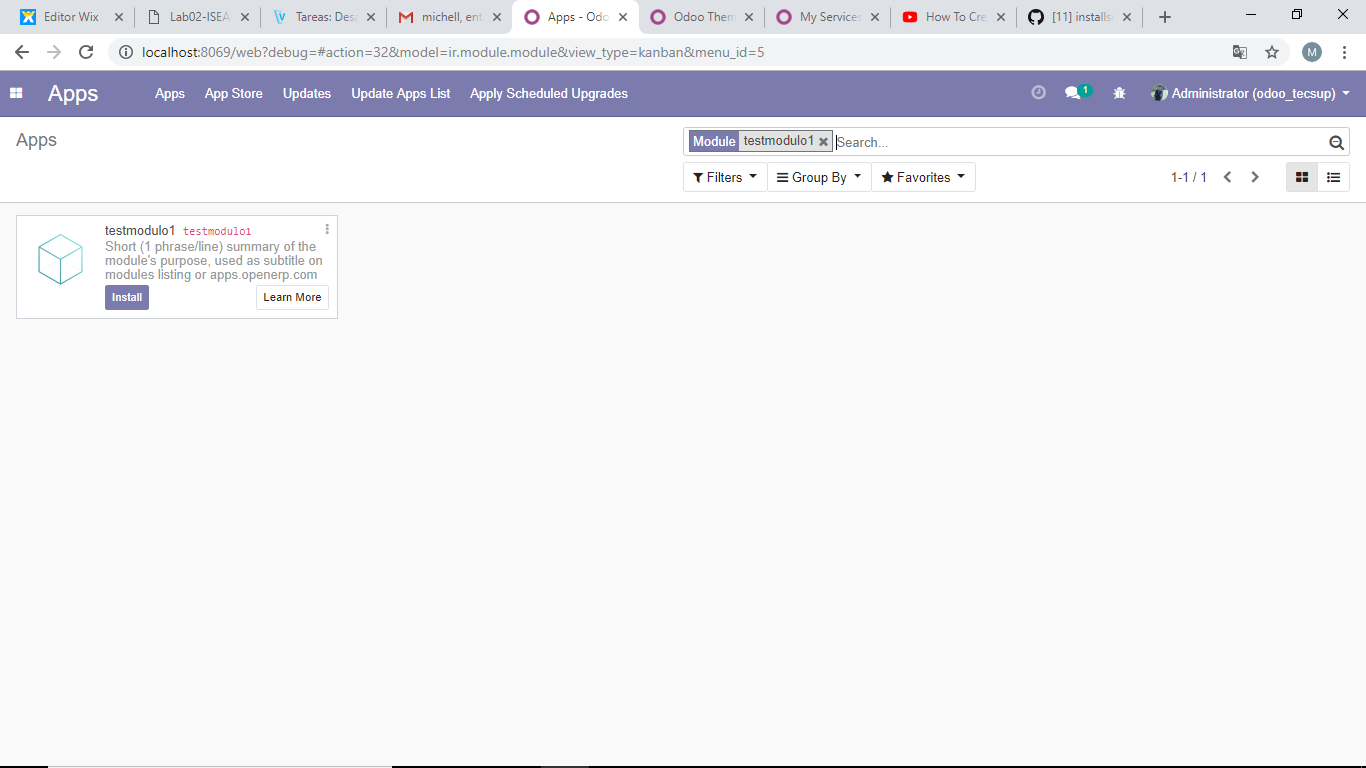 Editor Wix
Lab02-ISEA
Tareas: Desa
michell, ent
Apps - Odo
Odoo Them
My Services
How To Cre
[11] installs
localhost:8069/web?debug=#action=32&model=ir.module.module&view_type=kanban&menu_id=5
M
Apps
Apps
App Store
Updates
Update Apps List
Apply Scheduled Upgrades
1
Administrator (odoo_tecsup)
Apps
Module testmodulo1 Search...
Filters
Group By
Favorites
1-1 / 1
testmodulo1 testmodulo1
Short (1 phrase/line) summary of the
module's purpose, used as subtitle on
modules listing or apps.openerp.com
Install
Learn More